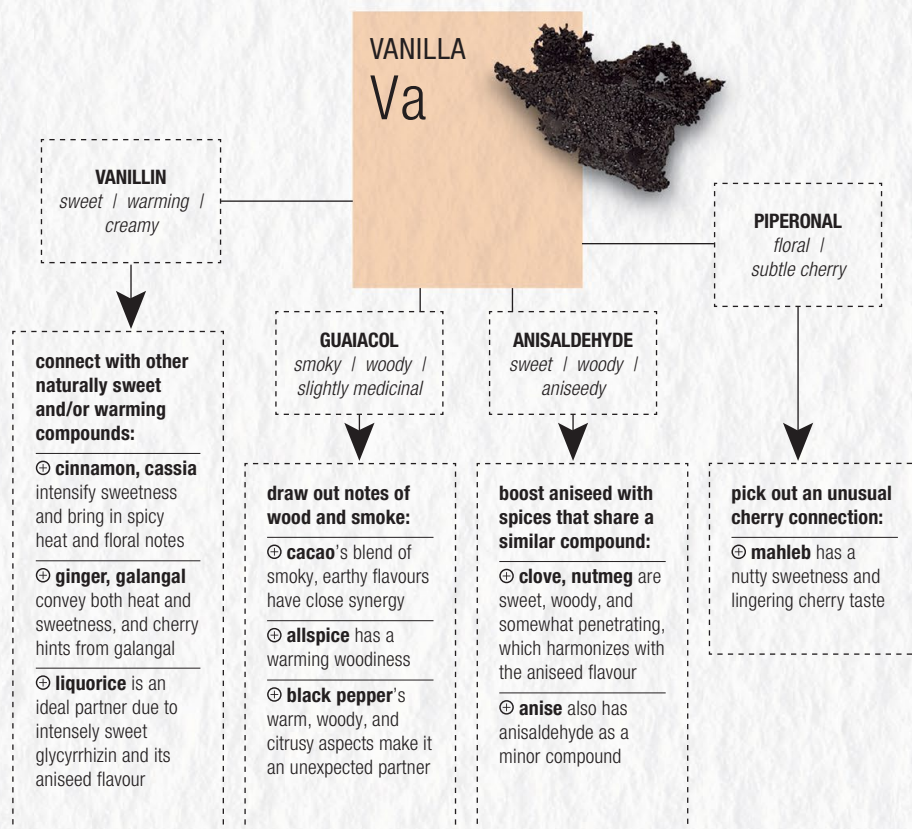 VANILLA
Va
VANILLIN
sweet | warming |
creamy
PIPERONAL
floral |
subtle cherry
GUAIACOL
smoky | woody |
slightly medicinal
ANISALDEHYDE
sweet | woody |
aniseedy
connect with other
naturally sweet
and/or warming
compounds:
⊕ cinnamon, cassia
intensify sweetness
and bring in spicy
heat and floral notes
⊕ ginger, galangal
convey both heat and
sweetness, and cherry
hints from galangal
⊕ liquorice is an
ideal partner due to
intensely sweet
glycyrrhizin and its
aniseed flavour
draw out notes of
wood and smoke:
⊕ cacao's blend of
smoky, earthy flavours
have close synergy
⊕ allspice has a
warming woodiness
⊕ black pepper's
warm, woody, and
citrusy aspects make it
an unexpected partner
boost aniseed with
spices that share a
similar compound:
⊕ clove, nutmeg are
sweet, woody, and
somewhat penetrating,
which harmonizes with
the aniseed flavour
⊕ anise also has
anisaldehyde as a
minor compound
pick out an unusual
cherry connection:
⊕ mahleb has a
nutty sweetness and
lingering cherry taste